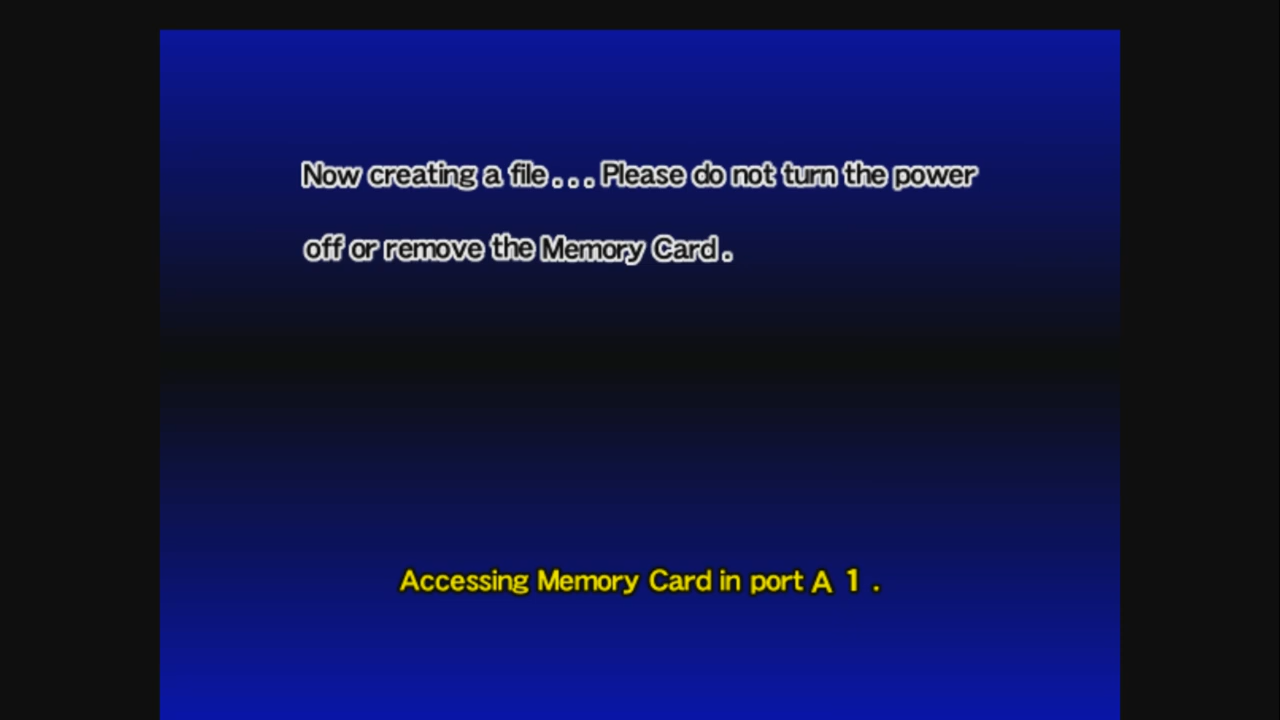 Now creating a file...Please do not turn the power
off or remove the Memory Card.
Accessing Memory Card in port A 1 .